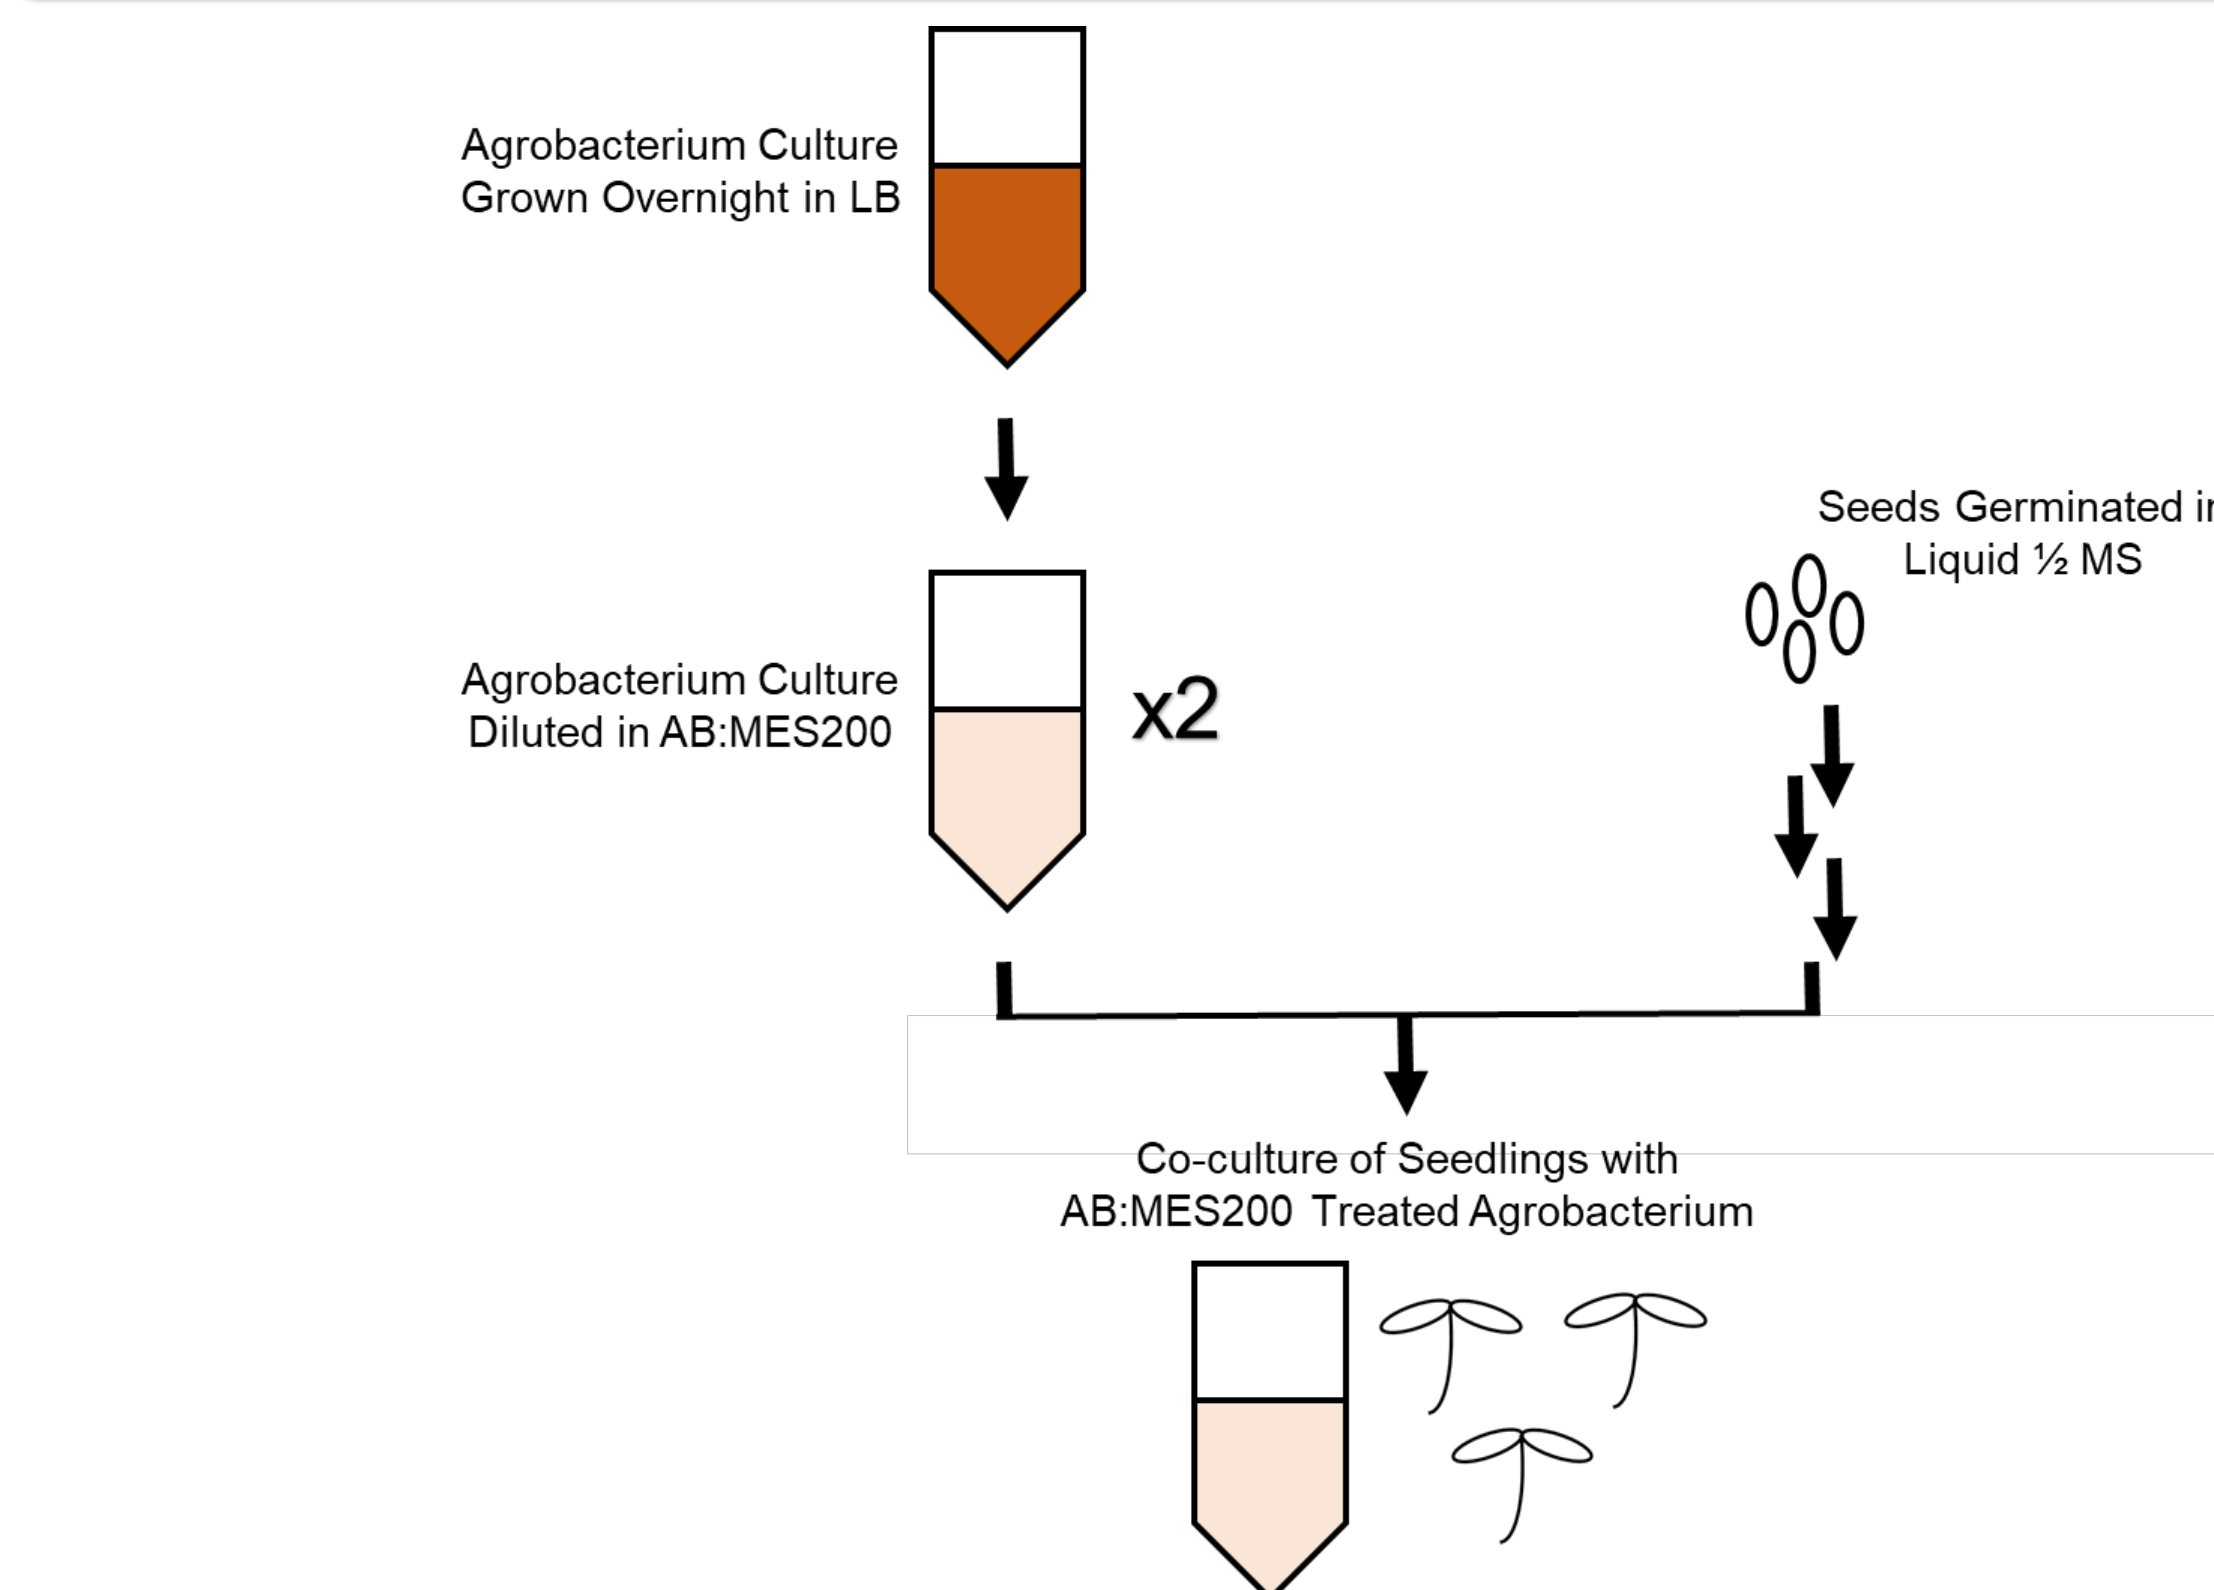 Agrobacterium Culture
Grown Overnight in LB
Seeds Germinated in
Liquid ½ MS
Agrobacterium Culture
Diluted in AB:MES200
x2
Co-culture of Seedlings with
AB:MES200 Treated Agrobacterium